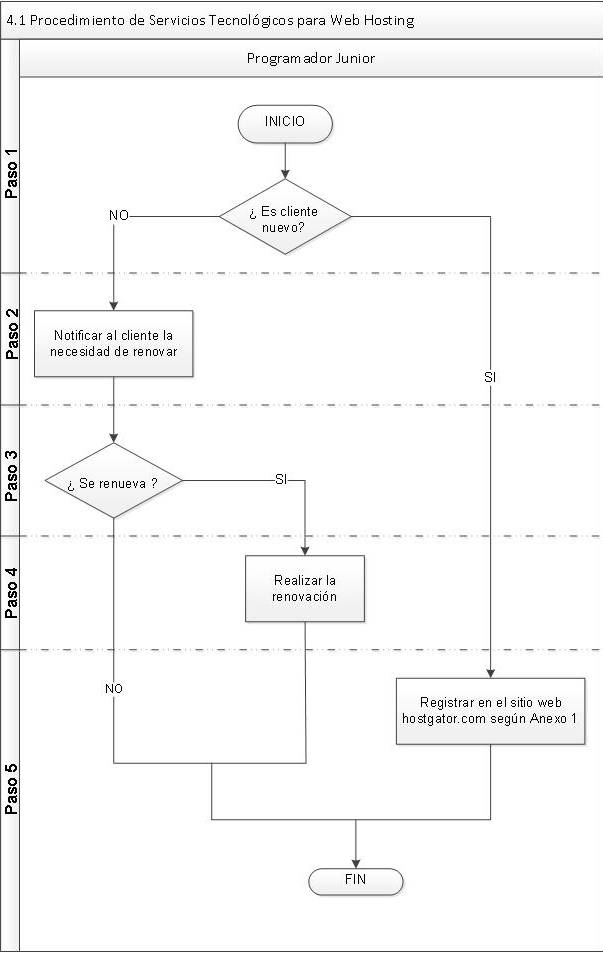 4.1 Procedimiento de Servicios Tecnológicos para Web Hosting
Programador Junior
Paso 1
INICIO
¿ Es cliente
nuevo?
NO
Paso 2
Notificar al cliente la
necesidad de renovar
SI
Paso 3
¿ Se renueva ?
SI
Paso 4
Realizar la
renovación
Paso 5
NO
Registrar en el sitio web
hostgator.com según Anexo 1
FIN